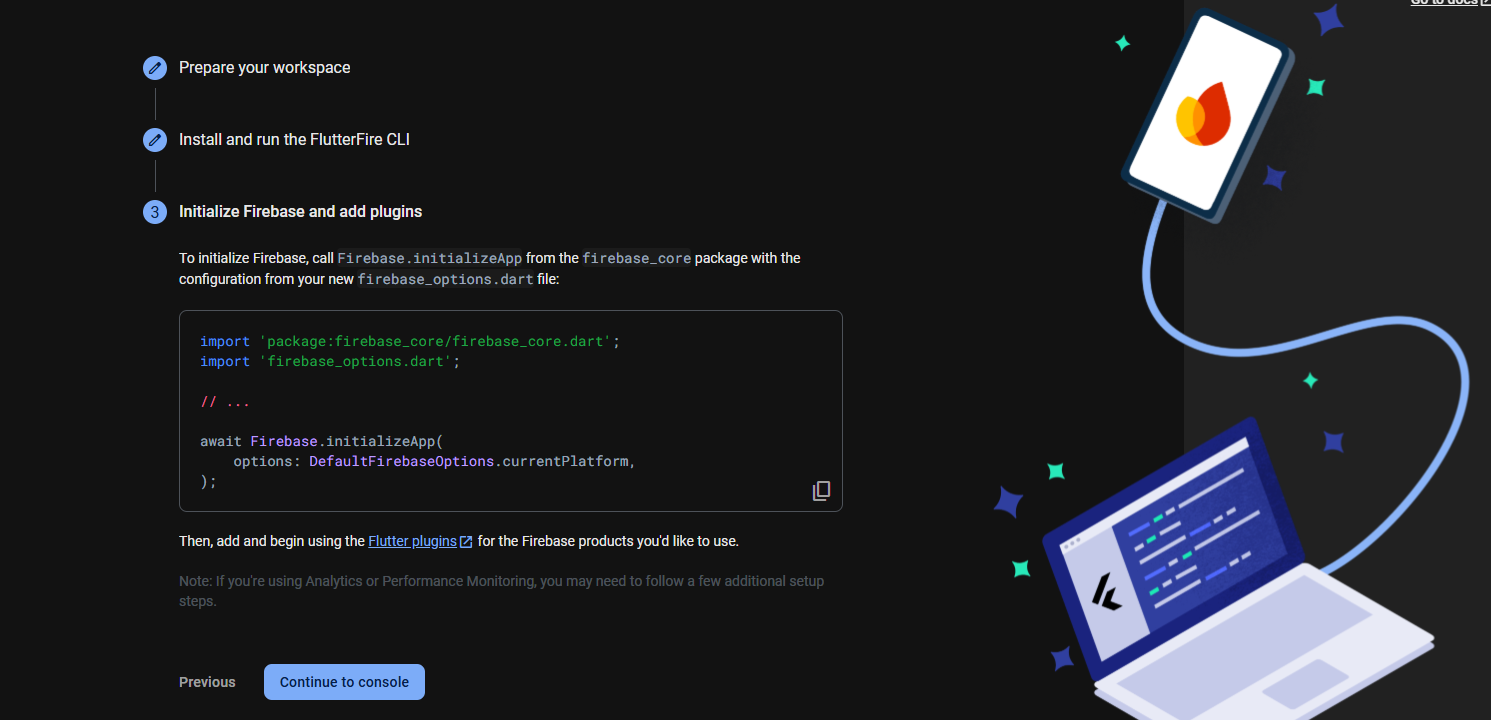 Go to docs
Prepare your workspace
Install and run the FlutterFire CLI
3 Initialize Firebase and add plugins
To initialize Firebase, call Firebase.initializeApp from the firebase_core package with the
configuration from your new firebase_options.dart file:
import 'package:firebase_core/firebase_core.dart';
import 'firebase_options.dart';
// ...
await Firebase.initializeApp(
    options: DefaultFirebaseOptions.currentPlatform,
);
Then, add and begin using the Flutter plugins for the Firebase products you'd like to use.
Note: If you're using Analytics or Performance Monitoring, you may need to follow a few additional setup
steps.
Previous
Continue to console